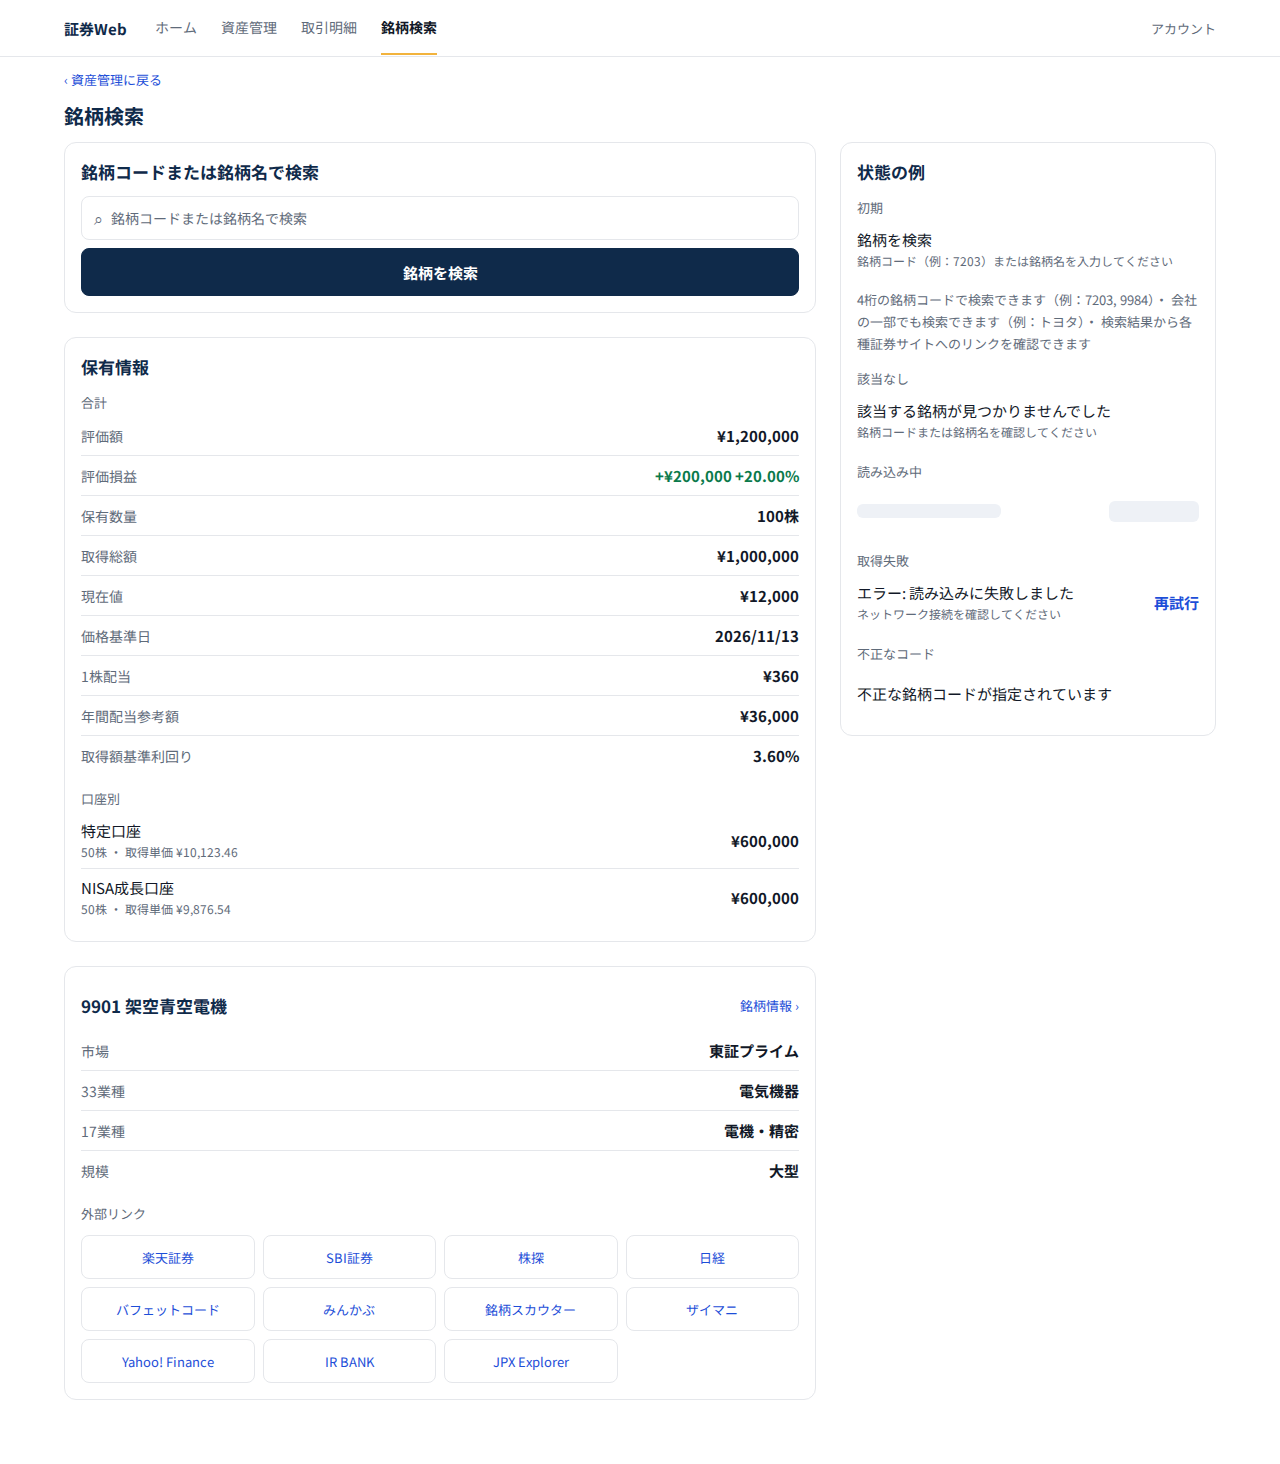 証券Web
ホーム
資産管理
取引明細
銘柄検索
アカウント
‹ 資産管理に戻る
銘柄検索
銘柄コードまたは銘柄名で検索
銘柄コードまたは銘柄名で検索
銘柄を検索
保有情報
合計
評価額 ¥1,200,000
評価損益 +¥200,000 +20.00%
保有数量 100株
取得総額 ¥1,000,000
現在値 ¥12,000
価格基準日 2026/11/13
1株配当 ¥360
年間配当参考額 ¥36,000
取得額基準利回り 3.60%
口座別
特定口座
50株 ・ 取得単価 ¥10,123.46
¥600,000
NISA成長口座
50株 ・ 取得単価 ¥9,876.54
¥600,000
9901 架空青空電機
銘柄情報 ›
市場 東証プライム
33業種 電気機器
17業種 電機・精密
規模 大型
外部リンク
楽天証券
SBI証券
株探
日経
バフェットコード
みんかぶ
銘柄スカウター
ザイマニ
Yahoo! Finance
IR BANK
JPX Explorer
状態の例
初期
銘柄を検索
銘柄コード（例：7203）または銘柄名を入力してください
4桁の銘柄コードで検索できます（例：7203, 9984）・ 会社
の一部でも検索できます（例：トヨタ）・ 検索結果から各
種証券サイトへのリンクを確認できます
該当なし
該当する銘柄が見つかりませんでした
銘柄コードまたは銘柄名を確認してください
読み込み中
取得失敗
エラー: 読み込みに失敗しました
ネットワーク接続を確認してください
再試行
不正なコード
不正な銘柄コードが指定されています